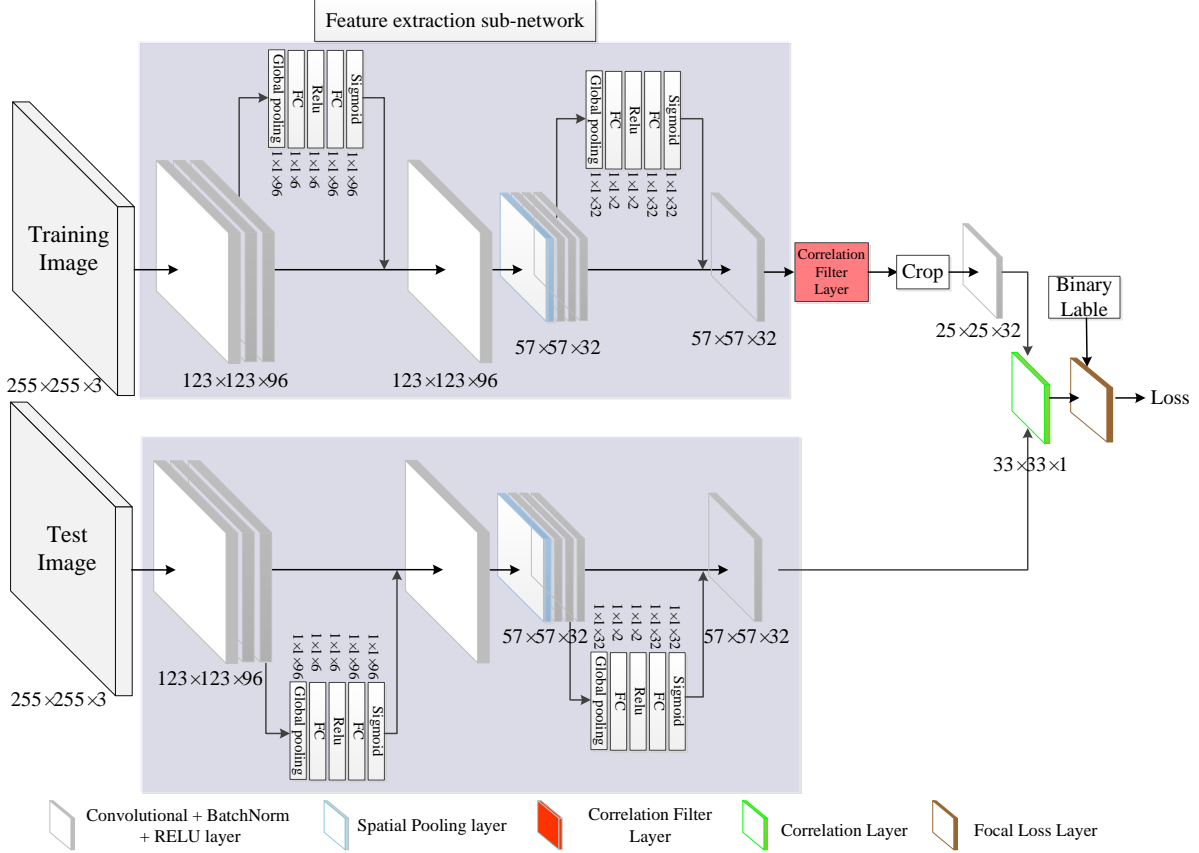 Feature extraction sub-network
Global pooling
FC
Relu
FC
Sigmoid
1×1×96
1×1×6
1×1×6
1×1×96
1×1×96
Global pooling
FC
Relu
FC
Sigmoid
1×1×32
1×1×2
1×1×2
1×1×32
1×1×32
Training
Image
255×255×3
123×123×96
123×123×96
57×57×32
57×57×32
Correlation
Filter
Layer
Crop
25×25×32
Binary
Lable
Loss
33×33×1
Test
Image
255×255×3
123×123×96
57×57×32
57×57×32
1×1×96
1×1×6
1×1×6
1×1×96
1×1×96
Global pooling
FC
Relu
FC
Sigmoid
1×1×32
1×1×2
1×1×2
1×1×32
1×1×32
Global pooling
FC
Relu
FC
Sigmoid
Convolutional + BatchNorm
+ RELU layer
Spatial Pooling layer
Correlation Filter
Layer
Correlation Layer
Focal Loss Layer